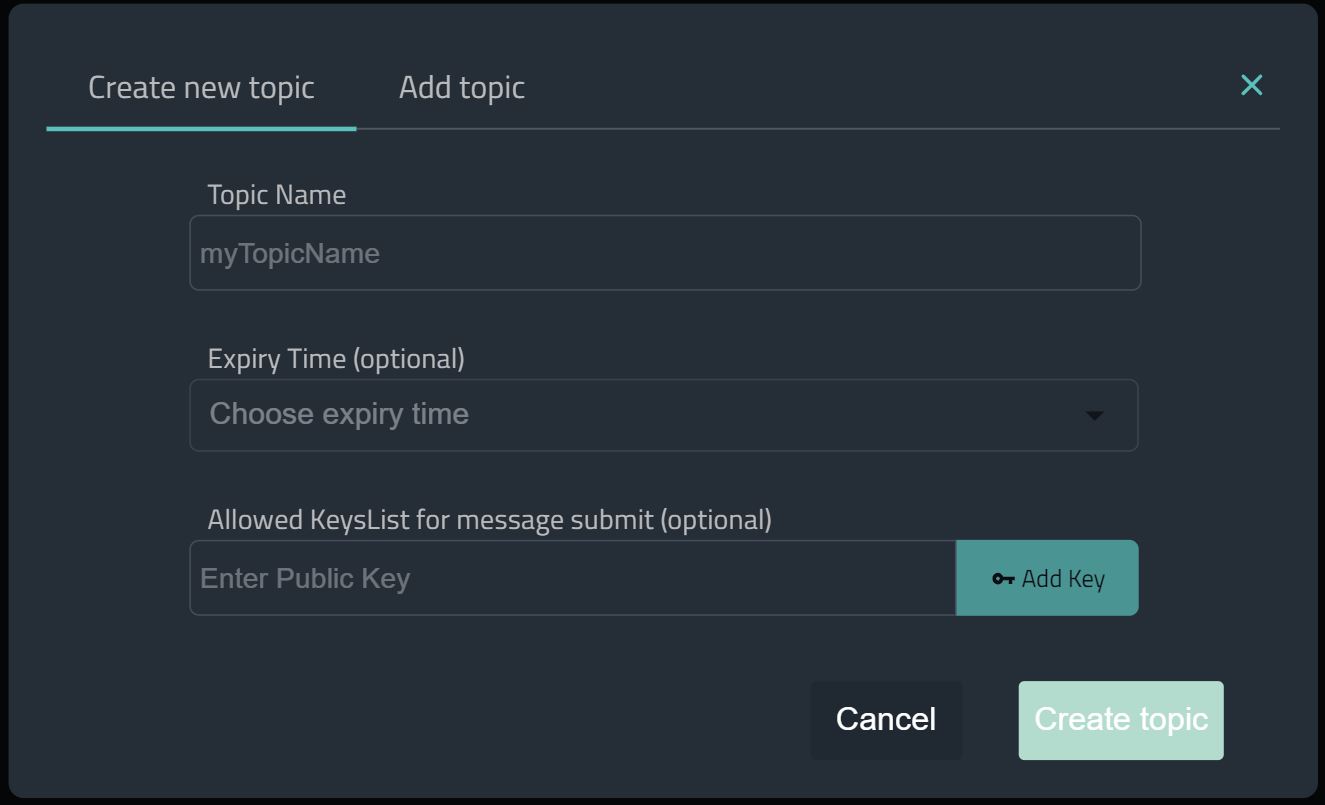 Create new topic Add topic
Topic Name
myTopicName
Expiry Time (optional)
Choose expiry time
Allowed KeysList for message submit (optional)
Enter Public Key Add Key
Cancel Create topic